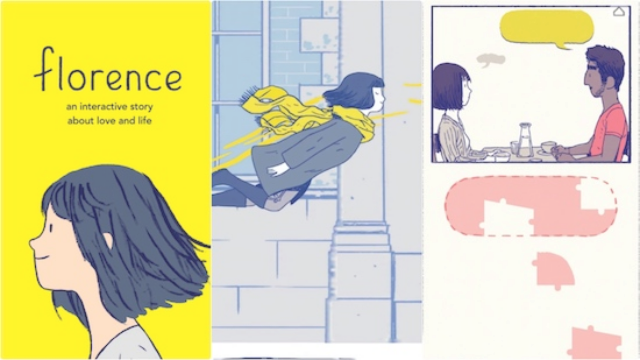 florence
an interactive story
about love and life